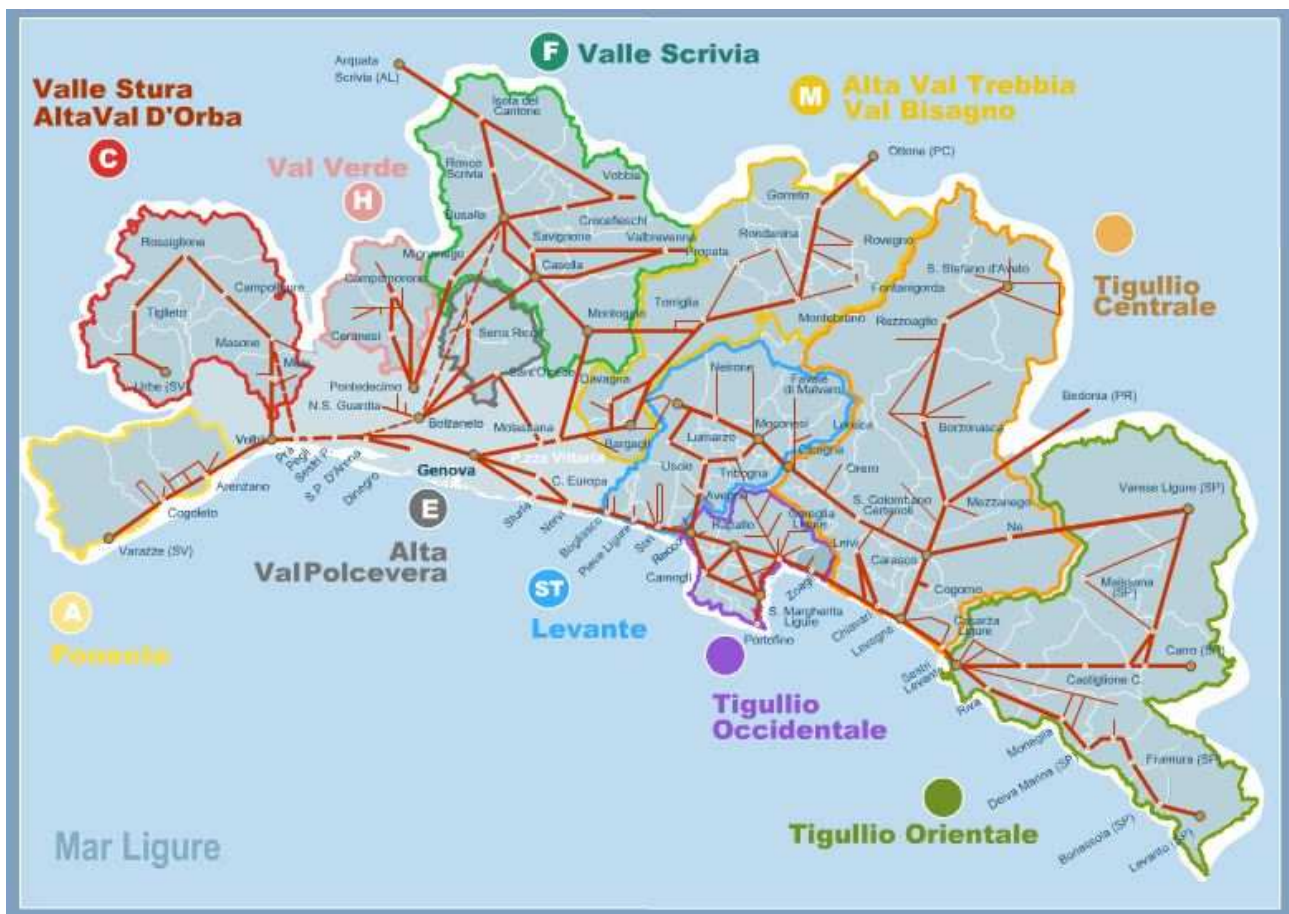 Arquata
Scrivia (AL)
F Valle Scrivia
Valle Stura
AltaVal D'Orba
C
Isola del
Cantone
M
Alta Val Trebbia
Val Bisagno
Val Verde
H
Ronco
Scrivia
Vobbia
Ottone (PC)
Gorreto
Busalla
Crocefieschi
Rossiglione
Mignanego
Savignone
Valbrevenna
Propata
Rondanina
Rovegno
Casella
Campomorone
Campoligure
S. Stefano d'Aveto
Fontanigorda
Tigullio
Centrale
Tiglieto
Torriglia
Montoggio
Montebruno
Rezzoaglio
Ceranesi
Serra Riccò
Masone
Mele
Urbe (SV)
Sant'Olcese
Davagna
Neirone
Favale
di Malvaro
Pontedecimo
N.S. Guardia
Bolzaneto
Molassana
Bedonia (PR)
Lorsica
Moconesi
Borzonasca
Voltri
Prà
Pegli
Sestri P.
S.P. D'Arena
Dinegro
Genova
P.zza Vittoria
Bargagli
Lumarzo
Cicagna
Uscio
Tribogna
Orero
C. Europa
Arenzano
Cogoleto
Varazze (SV)
E
Alta
ValPolcevera
Sturla
Nervi
Bogliasco
Pieve Ligure
Sori
Recco
Avegno
Rapallo
Coreglia
Ligure
S. Colombano
Certenoli
Mezzanego
Varese Ligure (SP)
Ne
Leivi
Carasco
Camogli
Zoagli
Cogorno
Maissana
(SP)
A
Ponente
ST
Levante
S. Margherita
Ligure
Portofino
Chiavari
Lavagna
Casarza
Ligure
Sestri
Levante
Carro (SP)
Castiglione C.
Tigullio
Occidentale
Riva
Moneglia
Deiva Marina (SP)
Framura (SP)
Bonassola (SP)
Levanto (SP)
Tigullio Orientale
Mar Ligure